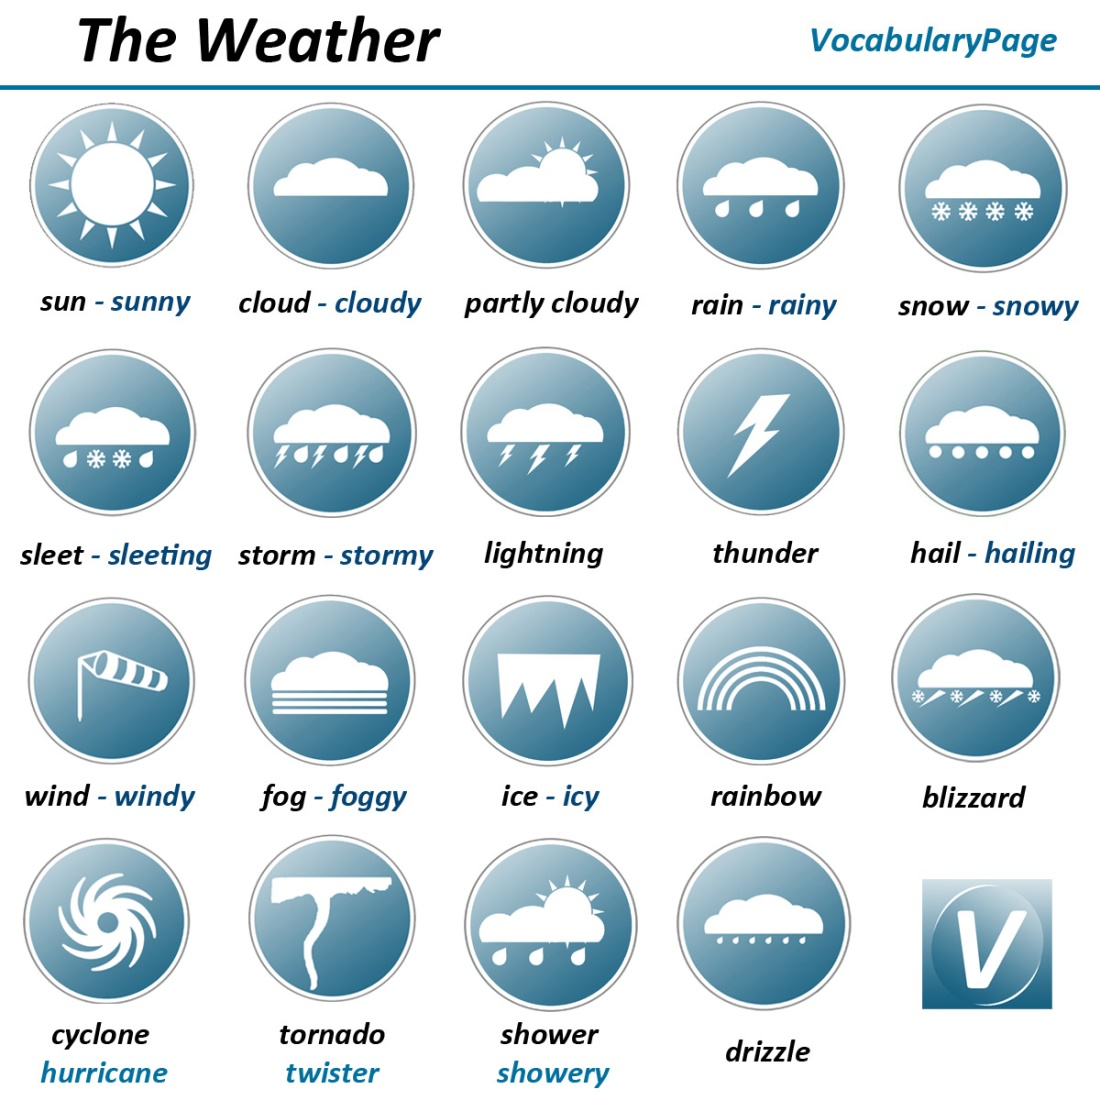 The Weather
VocabularyPage
sun - sunny
cloud - cloudy
partly cloudy
rain - rainy
snow - snowy
sleet - sleeting
storm - stormy
lightning
thunder
hail - hailing
wind - windy
fog - foggy
ice - icy
rainbow
blizzard
cyclone
hurricane
tornado
twister
shower
showery
drizzle
V